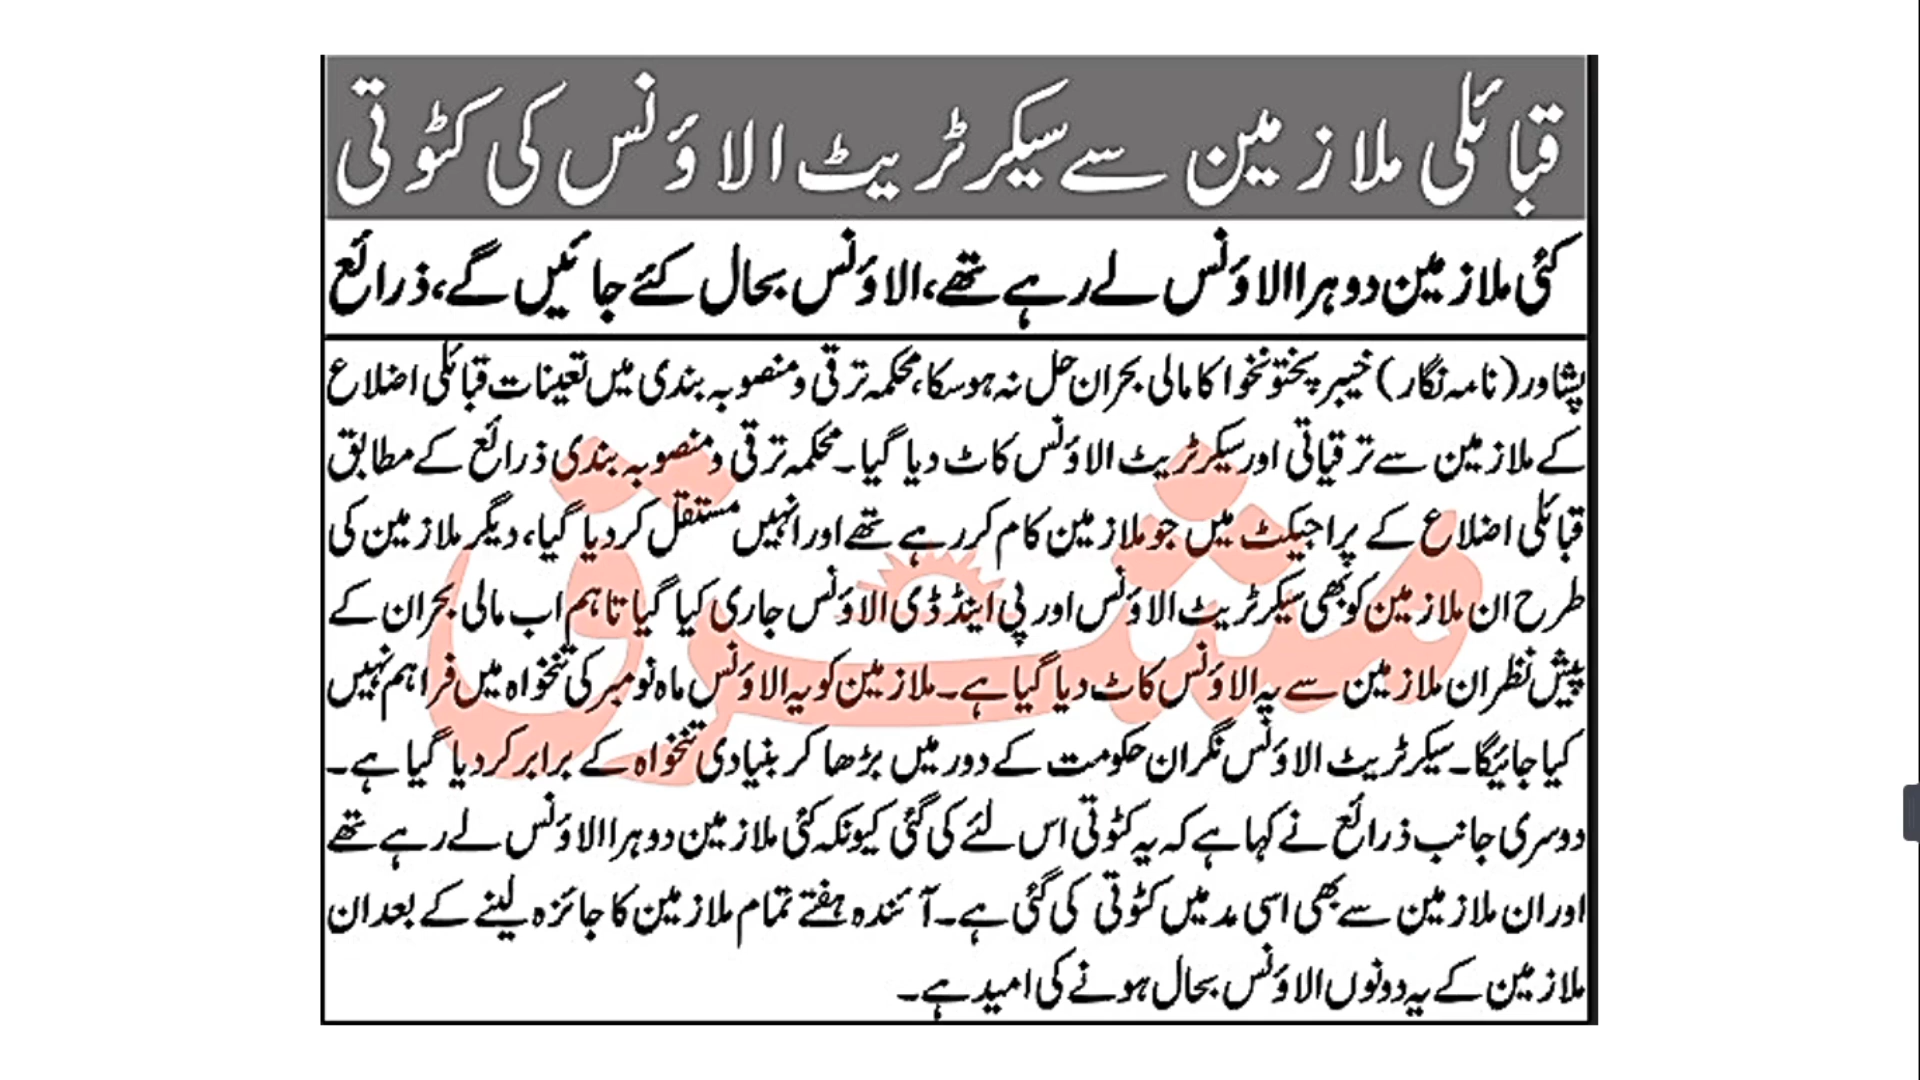 قبائلی ملازمین سے سیکرٹریٹ الاؤنس کی کٹوتی
کئی ملازمین دوہرا الاؤنس لے رہے تھے، الاؤنس بحال کئے جائیں گے، ذرائع
پشاور (نامہ نگار) خیبر پختونخوا کا مالی بحران حل نہ ہوسکا، محکمہ ترقی و منصوبہ بندی میں تعینات قبائلی اضلاع
کے ملازمین سے ترقیاتی اور سیکرٹریٹ الاؤنس کاٹ دیا گیا۔ محکمہ ترقی و منصوبہ بندی ذرائع کے مطابق
قبائلی اضلاع کے پراجیکٹ میں جو ملازمین کام کررہے تھے اور انہیں مستقل کردیا گیا، دیگر ملازمین کی
طرح ان ملازمین کو بھی سیکرٹریٹ الاؤنس اور پی اینڈ ڈی الاؤنس جاری کیا گیا تاہم اب مالی بحران کے
پیش نظر ان ملازمین سے یہ الاؤنس کاٹ دیا گیا ہے۔ ملازمین کو یہ الاؤنس ماہ نومبر کی تنخواہ میں فراہم نہیں
کیا جائیگا۔ سیکرٹریٹ الاؤنس نگران حکومت کے دور میں بڑھا کر بنیادی تنخواہ کے برابر کردیا گیا ہے۔
دوسری جانب ذرائع نے کہا ہے کہ یہ کٹوتی اس لئے کی گئی کیونکہ کئی ملازمین دوہرا الاؤنس لے رہے تھے
اور ان ملازمین سے بھی اسی مد میں کٹوتی کی گئی ہے۔ آئندہ ہفتے تمام ملازمین کا جائزہ لینے کے بعد ان
ملازمین کے یہ دونوں الاؤنس بحال ہونے کی امید ہے۔
مشرق